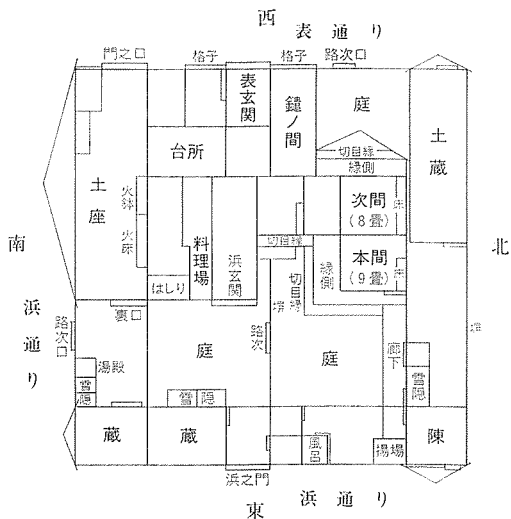 西 表 通 り
門之口
格子
格子
路次口
表玄関
鑓ノ間
庭
土蔵
台所
切目縁
縁側
土座
火鉢
火床
料理場
浜玄関
次間
(8畳)
床
切目縁
本間
(9畳)
床
切目縁
縁側
塀
はしり
南 浜 通 り
北
路次口
裏口
庭
路次
庭
廊下
塀
湯殿
雪隠
雪隠
雪隠
蔵
蔵
風呂
揚場
陳
浜之門
東 浜 通 り